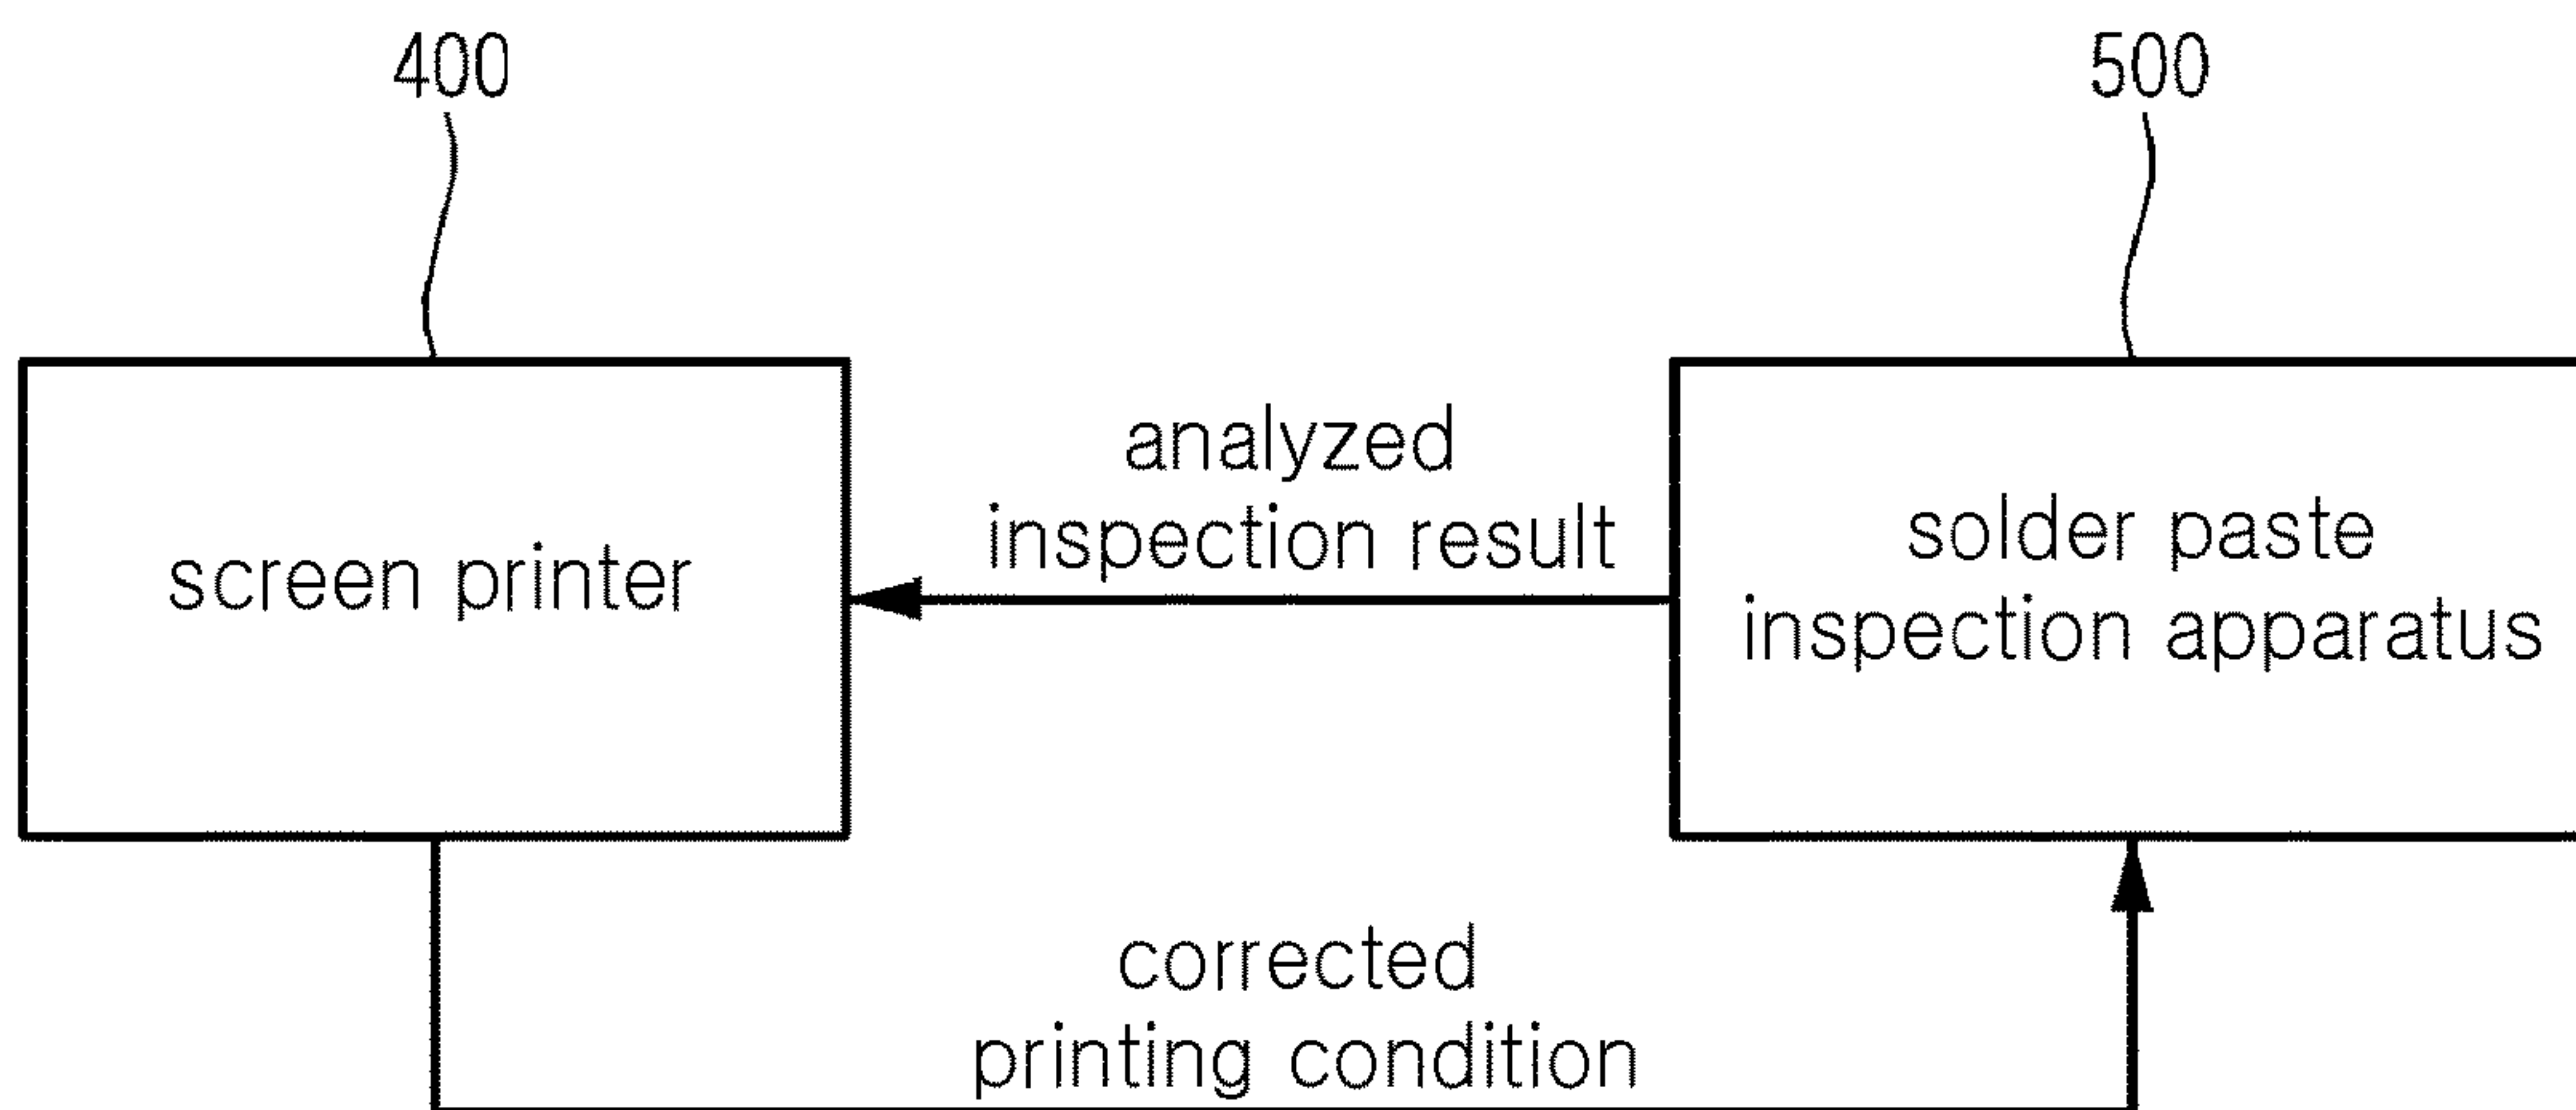 400
500
screen printer
analyzed
inspection result
solder paste
inspection apparatus
corrected
printing condition